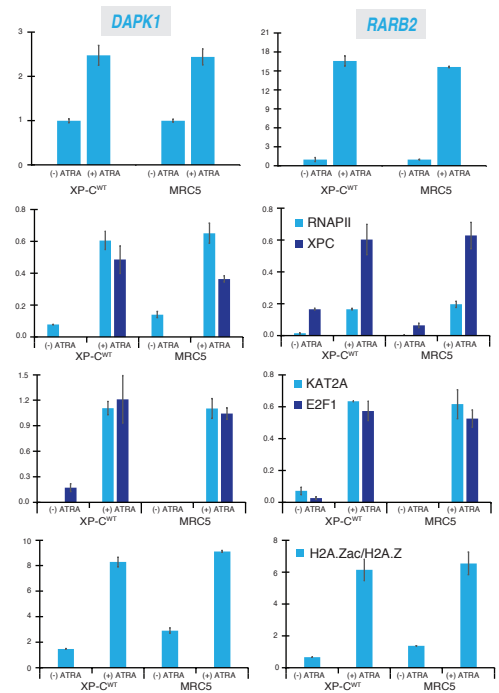 DAPK1
RARB2
3
2
1
0
(-) ATRA (+) ATRA (-) ATRA (+) ATRA
XP-CWT MRC5
21
18
15
12
9
6
3
0
(-) ATRA (+) ATRA (-) ATRA (+) ATRA
XP-CWT MRC5
0.8
0.6
0.4
0.2
0.0
(-) ATRA (+) ATRA (-) ATRA (+) ATRA
XP-CWT MRC5
0.8
0.6
0.4
0.2
0.0
RNAPII
XPC
(-) ATRA (+) ATRA (-) ATRA (+) ATRA
XP-CWT MRC5
1.5
1.2
0.9
0.6
0.3
0.0
(-) ATRA (+) ATRA (-) ATRA (+) ATRA
XP-CWT MRC5
0.8
0.6
0.4
0.2
0.0
KAT2A
E2F1
(-) ATRA (+) ATRA (-) ATRA (+) ATRA
XP-CWT MRC5
10
8
6
4
2
0
(-) ATRA (+) ATRA (-) ATRA (+) ATRA
XP-CWT MRC5
8
6
4
2
0
H2A.Zac/H2A.Z
(-) ATRA (+) ATRA (-) ATRA (+) ATRA
XP-CWT MRC5